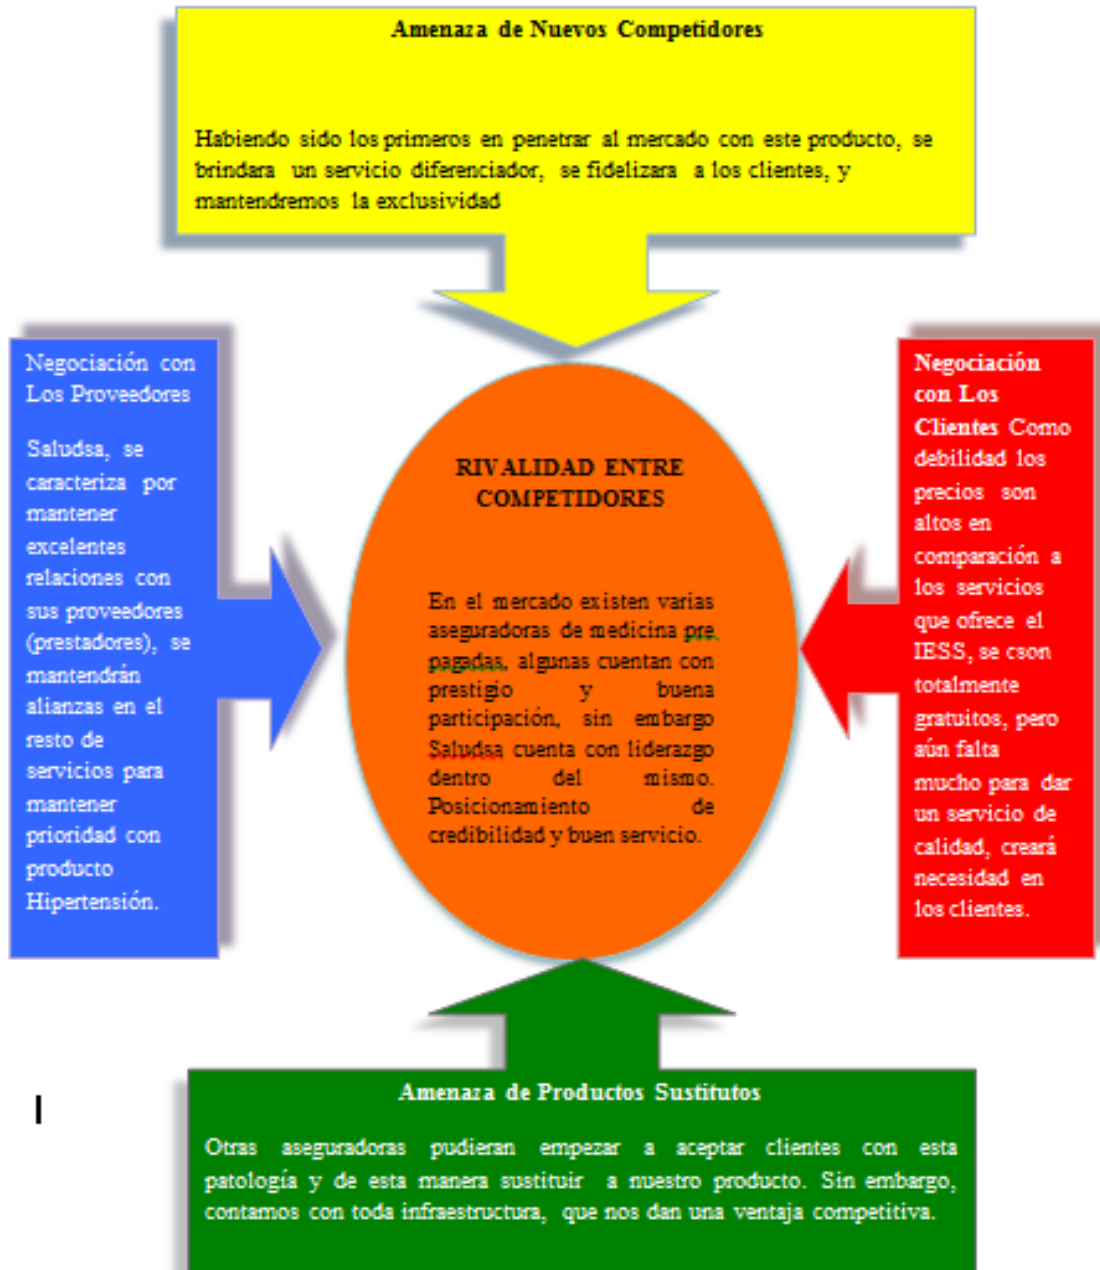 Amenaza de Nuevos Competidores
Habiendo sido los primeros en penetrar al mercado con este producto, se
brindara un servicio diferenciador, se fidelizara a los clientes, y
mantendremos la exclusividad
Negociación con
Los Proveedores
Saludsa, se
caracteriza por
mantener
excelentes
relaciones con
sus proveedores
(prestadores), se
mantendrán
alianzas en el
resto de
servicios para
mantener
prioridad con
producto
Hipertensión.
RIVALIDAD ENTRE
COMPETIDORES
En el mercado existen varias
aseguradoras de medicina pre
pagadas, algunas cuentan con
prestigio y buena
participación, sin embargo
Saludsa cuenta con liderazgo
dentro del mismo.
Posicionamiento de
credibilidad y buen servicio.
Negociación
con Los
Clientes Como
debilidad los
precios son
altos en
comparación a
los servicios
que ofrece el
IESS, se cson
totalmente
gratuitos, pero
aún falta
mucho para dar
un servicio de
calidad, creará
necesidad en
los clientes.
I
Amenaza de Productos Sustitutos
Otras aseguradoras pudieran empezar a aceptar clientes con esta
patología y de esta manera sustituir a nuestro producto. Sin embargo,
contamos con toda infraestructura, que nos dan una ventaja competitiva.